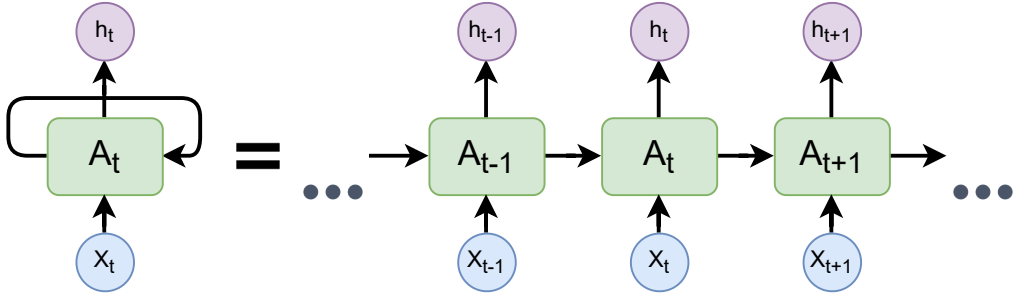 h_t h_{t-1} h_t h_{t+1}
A_t = A_{t-1} A_t A_{t+1}
••• •••
X_t X_{t-1} X_t X_{t+1}